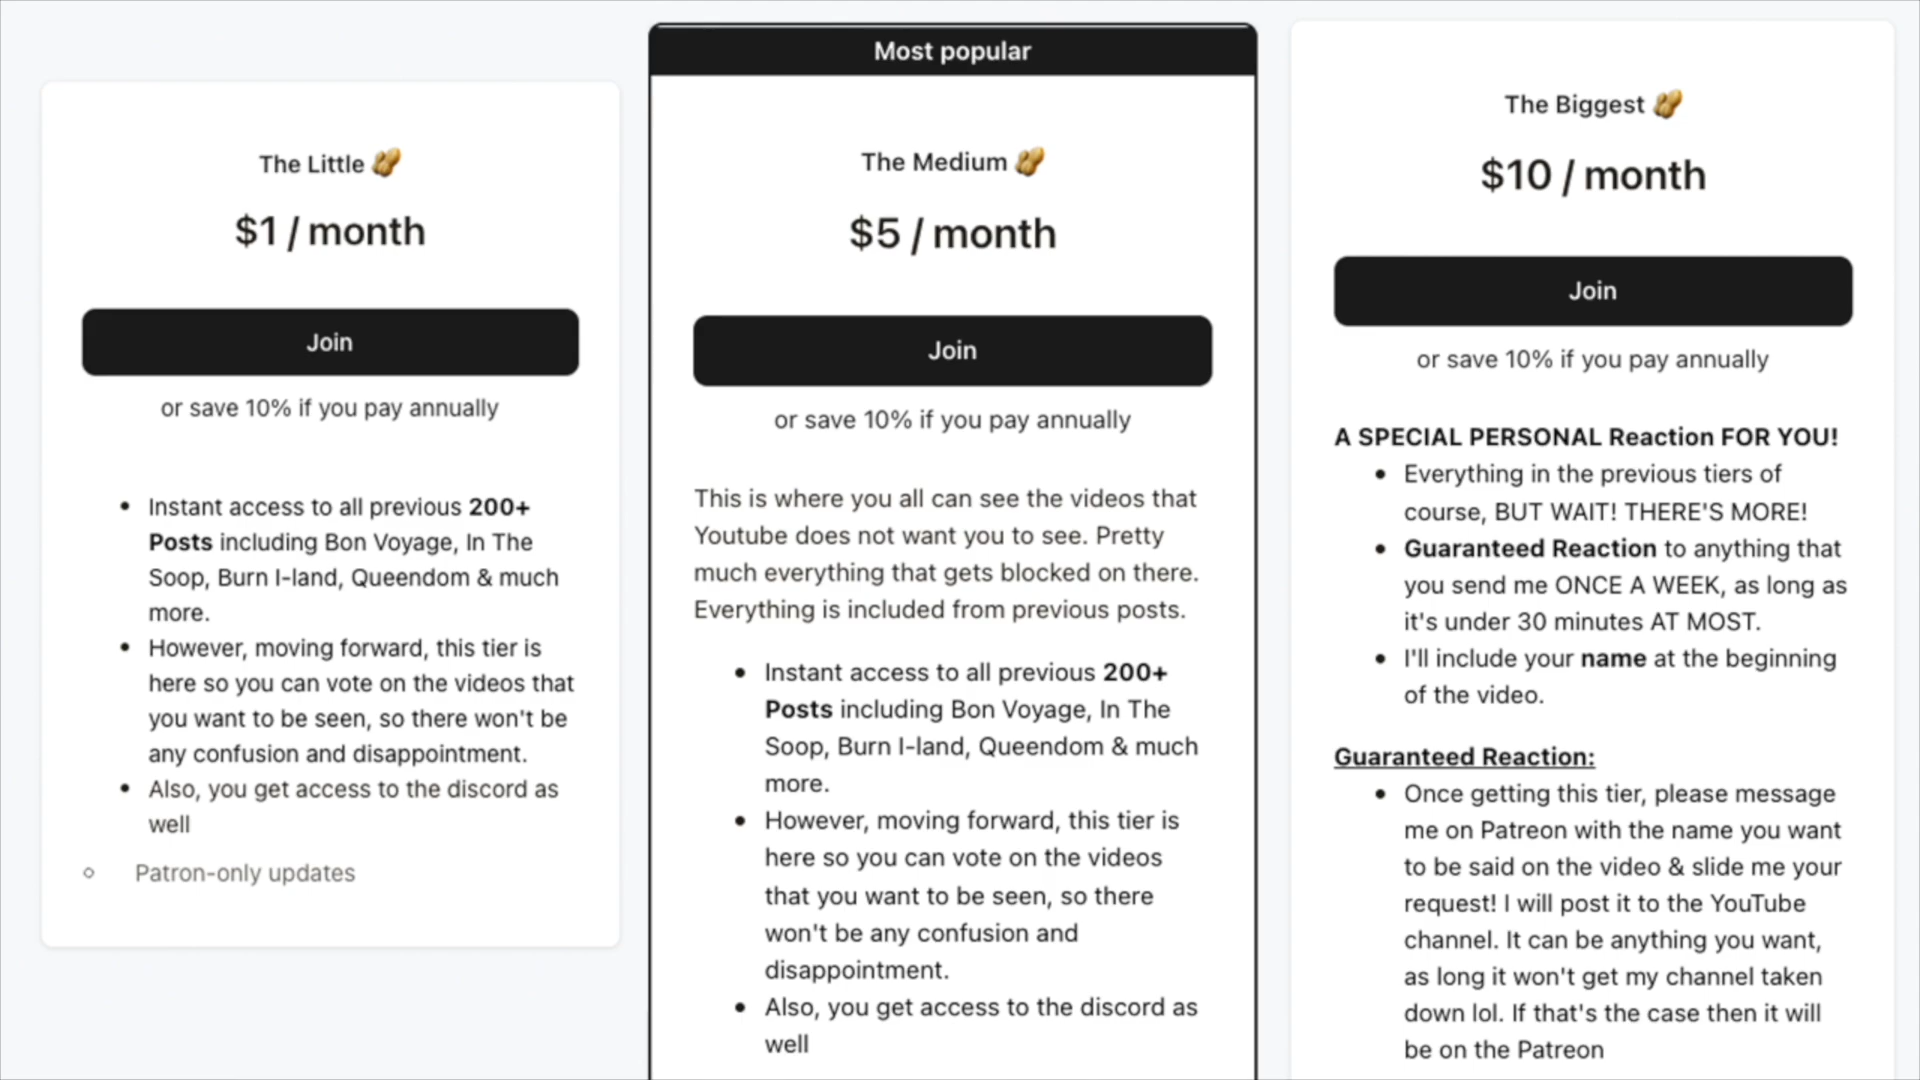 The Little 🥜
$1 / month
Join
or save 10% if you pay annually
Instant access to all previous 200+
Posts including Bon Voyage, In The
Soop, Burn I-land, Queendom & much
more.
However, moving forward, this tier is
here so you can vote on the videos that
you want to be seen, so there won't be
any confusion and disappointment.
Also, you get access to the discord as
well
Patron-only updates
Most popular
The Medium 🥜
$5 / month
Join
or save 10% if you pay annually
This is where you all can see the videos that
Youtube does not want you to see. Pretty
much everything that gets blocked on there.
Everything is included from previous posts.
Instant access to all previous 200+
Posts including Bon Voyage, In The
Soop, Burn I-land, Queendom & much
more.
However, moving forward, this tier is
here so you can vote on the videos
that you want to be seen, so there
won't be any confusion and
disappointment.
Also, you get access to the discord as
well
The Biggest 🥜
$10 / month
Join
or save 10% if you pay annually
A SPECIAL PERSONAL Reaction FOR YOU!
Everything in the previous tiers of
course, BUT WAIT! THERE'S MORE!
Guaranteed Reaction to anything that
you send me ONCE A WEEK, as long as
it's under 30 minutes AT MOST.
I'll include your name at the beginning
of the video.
Guaranteed Reaction:
Once getting this tier, please message
me on Patreon with the name you want
to be said on the video & slide me your
request! I will post it to the YouTube
channel. It can be anything you want,
as long it won't get my channel taken
down lol. If that's the case then it will
be on the Patreon